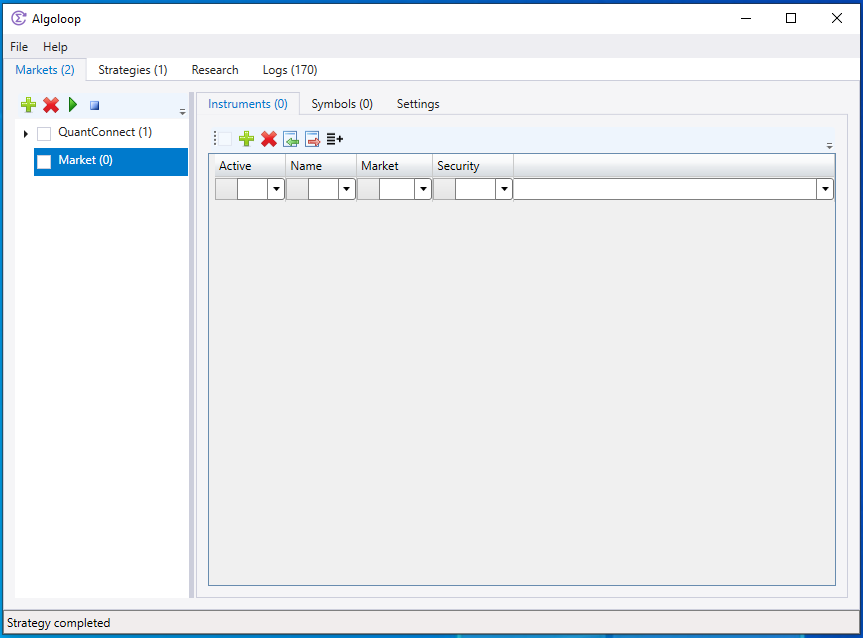 Algoloop
File Help
Markets (2) Strategies (1) Research Logs (170)
Instruments (0) Symbols (0) Settings
QuantConnect (1)
Market (0)
Active Name Market Security
Strategy completed